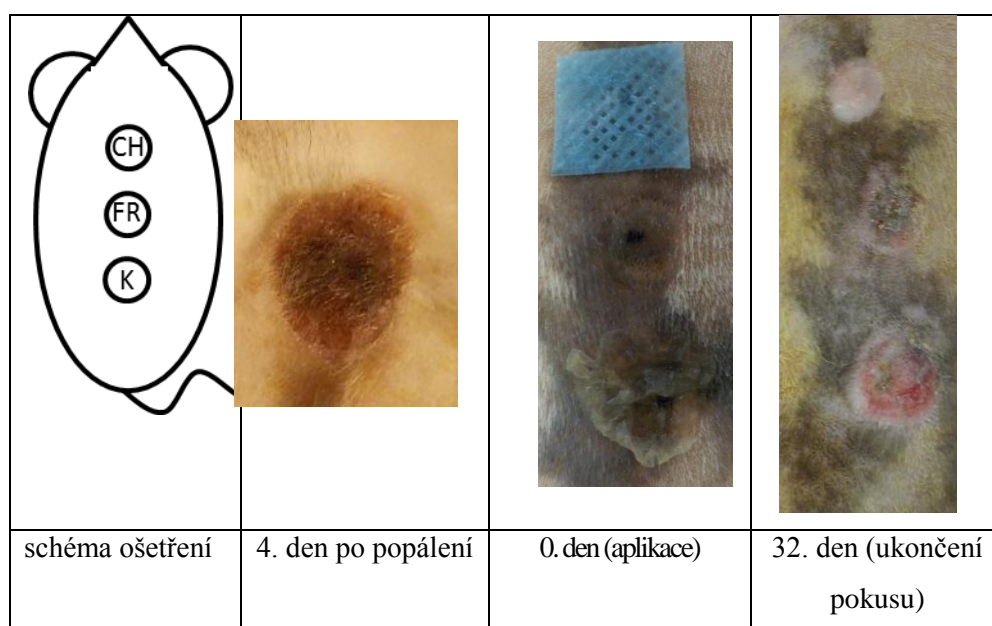 CH
FR
K
schéma ošetření
4. den po popálení
0. den (aplikace)
32. den (ukončení
pokusu)